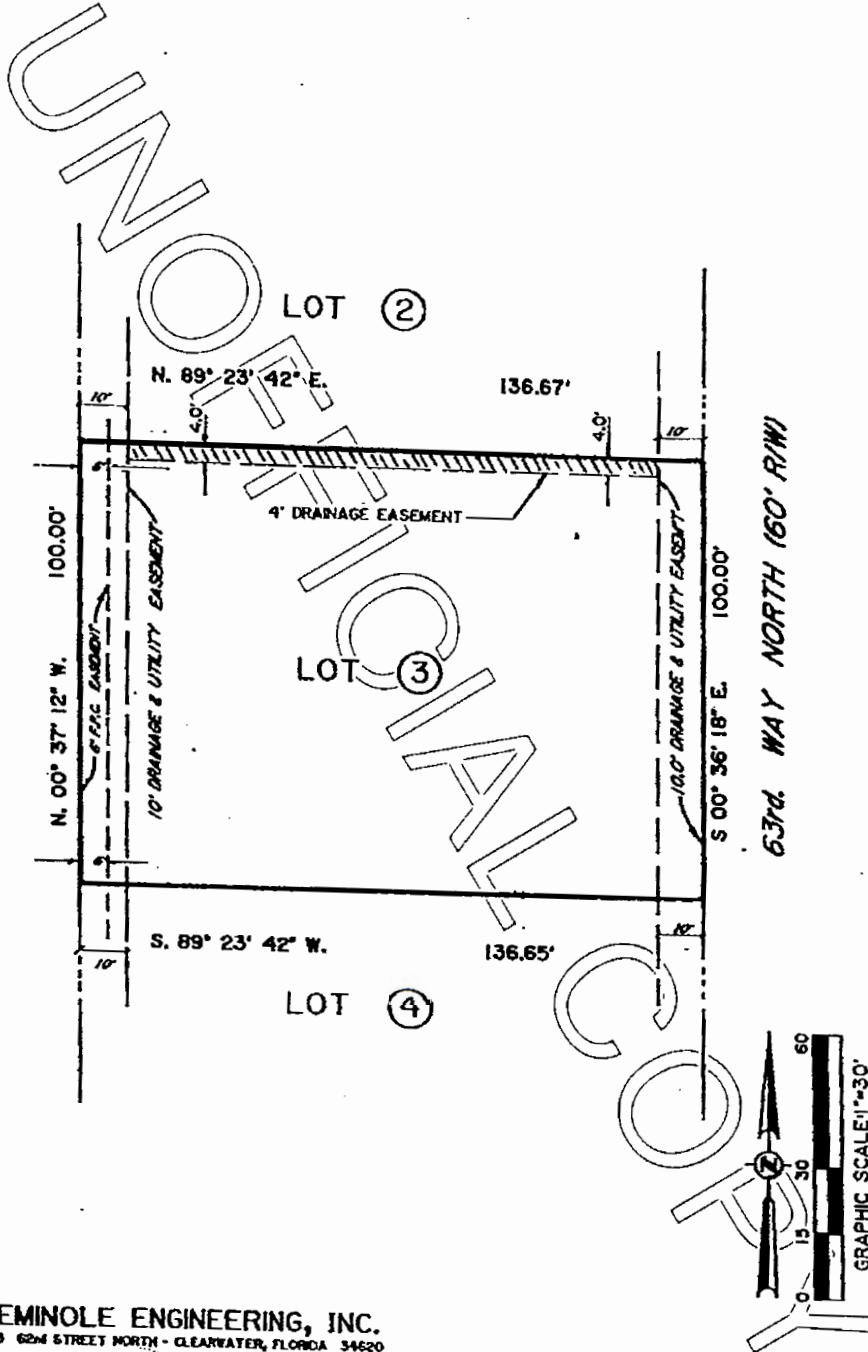 UNOFFICIAL COPY
LOT 2
N. 89° 23' 42" E.
136.67'
10'
4.0'
4.0'
10'
6'
4' DRAINAGE EASEMENT
N. 00° 37' 12" W.
100.00'
10' DRAINAGE & UTILITY EASEMENT
LOT 3
10.0' DRAINAGE & UTILITY EASEM'T
S 00° 36' 18" E.
100.00'
63rd. WAY NORTH (60' R/W)
6'
10'
S. 89° 23' 42" W.
136.65'
10'
LOT 4
N
0 15 30 60
GRAPHIC SCALE: 1"=30'
EMINOLE ENGINEERING, INC.
62nd STREET NORTH - CLEARWATER, FLORIDA 34620